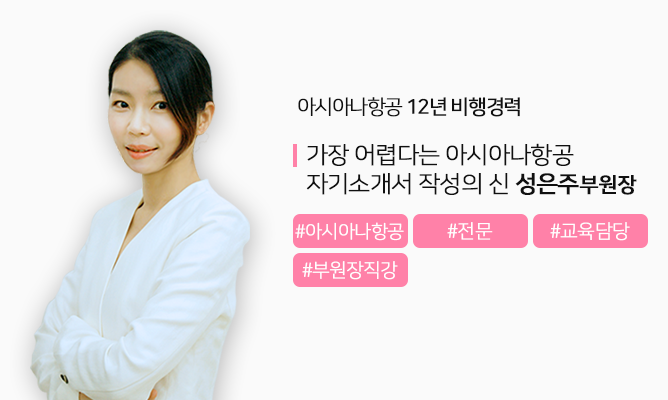 아시아나항공 12년 비행경력
가장 어렵다는 아시아나항공
자기소개서 작성의 신 성은주부원장
#아시아나항공 #전문 #교육담당
#부원장직강